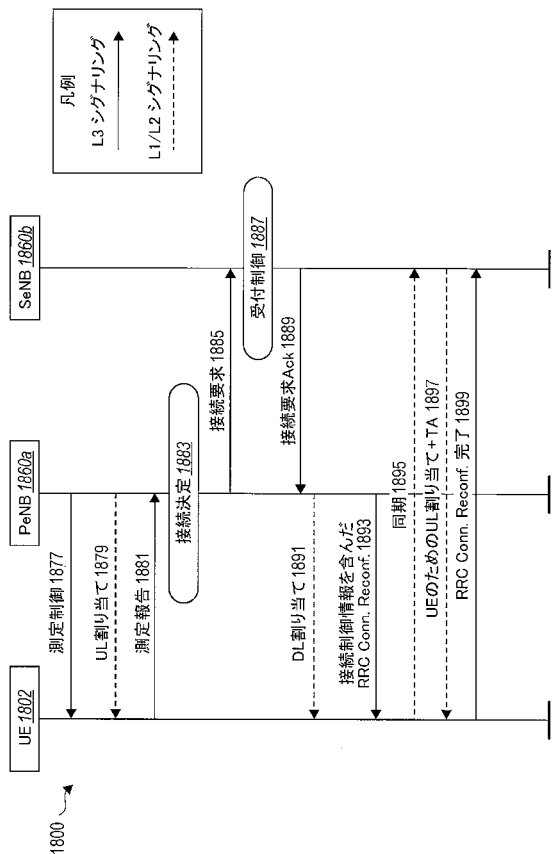 1800
UE 1802
PeNB 1860a
SeNB 1860b
凡例
L3 シグナリング
L1/L2 シグナリング
測定制御 1877
UL割り当て 1879
測定報告 1881
接続決定 1883
接続要求 1885
受付制御 1887
接続要求Ack 1889
DL割り当て 1891
接続制御情報を含んだ
RRC Conn. Reconf. 1893
同期 1895
UEのためのUL割り当て+TA 1897
RRC Conn. Reconf. 完了 1899